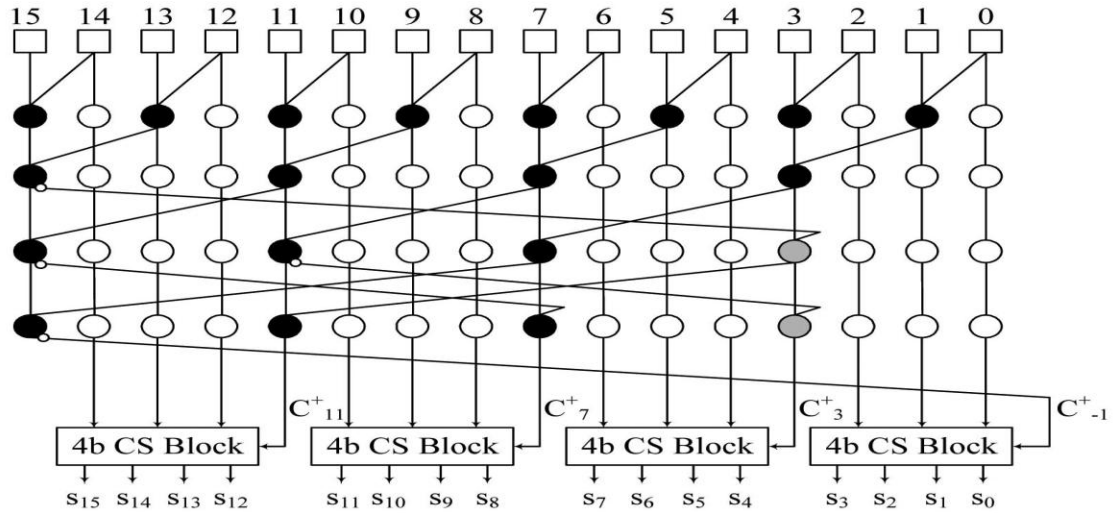 15 14 13 12 11 10 9 8 7 6 5 4 3 2 1 0
C⁺₁₁ C⁺₇ C⁺₃ C⁺₋₁
4b CS Block 4b CS Block 4b CS Block 4b CS Block
S₁₅ S₁₄ S₁₃ S₁₂ S₁₁ S₁₀ S₉ S₈ S₇ S₆ S₅ S₄ S₃ S₂ S₁ S₀